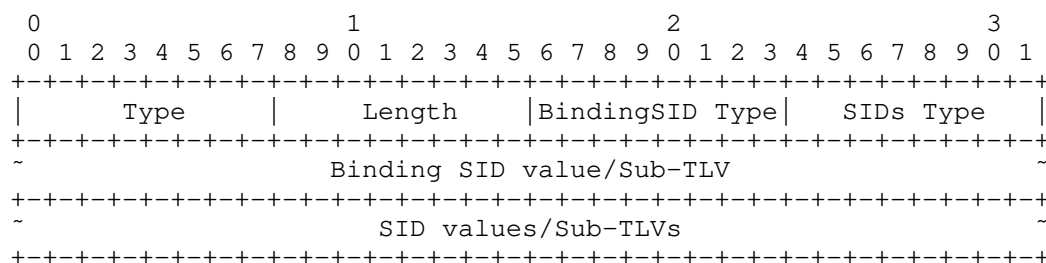 0                   1                   2                   3
0 1 2 3 4 5 6 7 8 9 0 1 2 3 4 5 6 7 8 9 0 1 2 3 4 5 6 7 8 9 0 1
+-+-+-+-+-+-+-+-+-+-+-+-+-+-+-+-+-+-+-+-+-+-+-+-+-+-+-+-+-+-+-+-+
|      Type     |     Length    |BindingSID Type|   SIDs Type   |
+-+-+-+-+-+-+-+-+-+-+-+-+-+-+-+-+-+-+-+-+-+-+-+-+-+-+-+-+-+-+-+-+
~                   Binding SID value/Sub-TLV                   ~
+-+-+-+-+-+-+-+-+-+-+-+-+-+-+-+-+-+-+-+-+-+-+-+-+-+-+-+-+-+-+-+-+
~                      SID values/Sub-TLVs                      ~
+-+-+-+-+-+-+-+-+-+-+-+-+-+-+-+-+-+-+-+-+-+-+-+-+-+-+-+-+-+-+-+-+